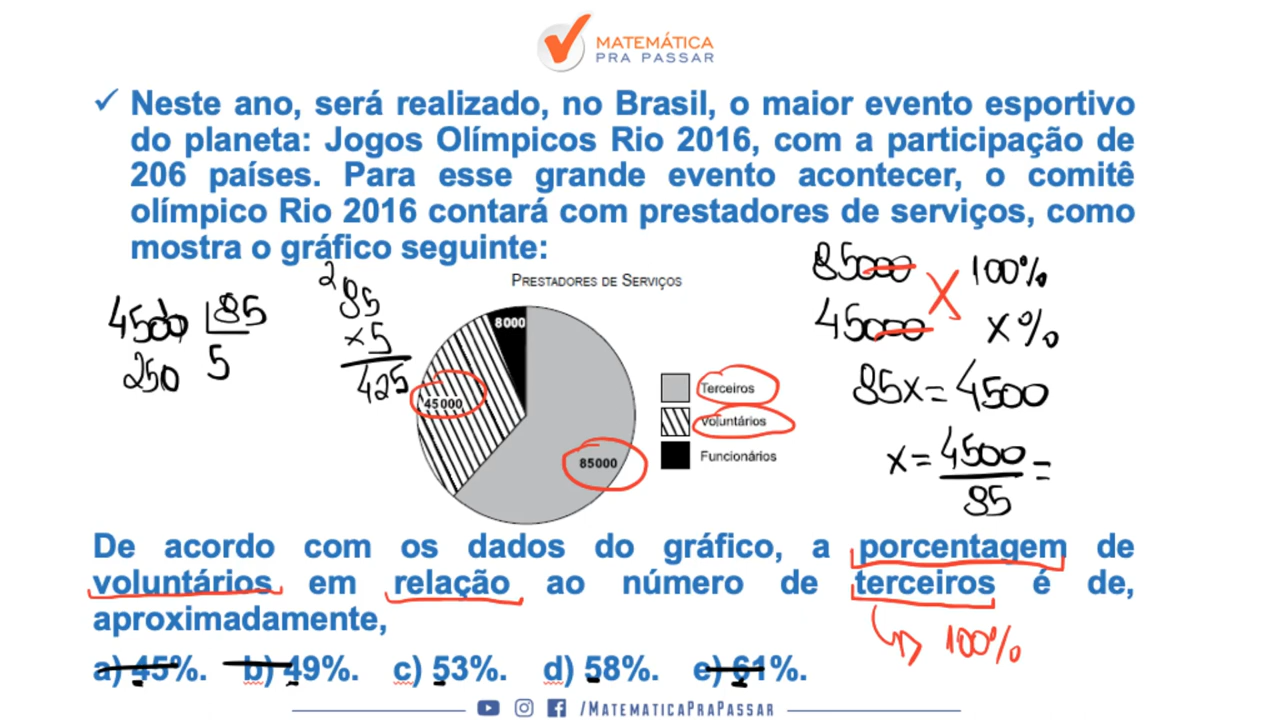 MATEMÁTICA
PRA PASSAR
✓ Neste ano, será realizado, no Brasil, o maior evento esportivo
do planeta: Jogos Olímpicos Rio 2016, com a participação de
206 países. Para esse grande evento acontecer, o comitê
olímpico Rio 2016 contará com prestadores de serviços, como
mostra o gráfico seguinte:
4500 |85
250 5
2
85
×5
425
PRESTADORES DE SERVIÇOS
8000
45000
85000
Terceiros
Voluntários
Funcionários
85000 100%
45000 X%
85x = 4500
x = 4500 =
85
De acordo com os dados do gráfico, a porcentagem de
voluntários em relação ao número de terceiros é de,
aproximadamente,
100%
a) 45%. b) 49%. c) 53%. d) 58%. e) 61%.
/MATEMATICAPRAPASSAR